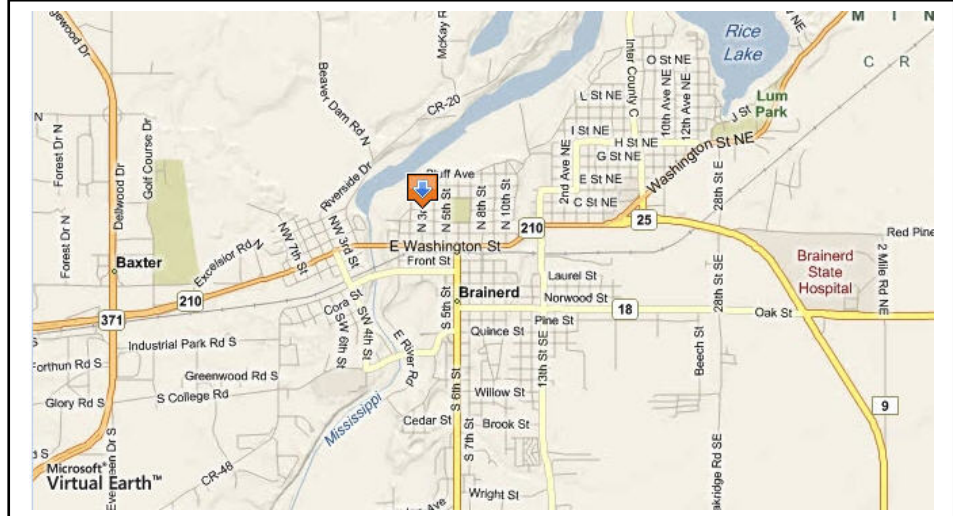 Rice
Lake
M I N
C R
McKay R
Inter County C
O St NE
10th Ave NE
12th Ave NE
L St NE
Lum
Park
J St
Beaver Dam Rd N
CR-20
I St NE
H St NE
G St NE
Washington St NE
N
Forest Dr N
Dellwood Dr
Golf Course Dr
Riverside Dr
2nd Ave NE
E St NE
C St NE
28th St E
N 5th St
N 8th St
N 10th St
210
25
Red Pine
Forest Dr N
Excelsior Rd
N
NW 7th St
NW 3rd St
E Washington St
Front St
Baxter
Brainerd
State
Hospital
2 Mile Rd NE
Laurel St
28th St SE
210
Cora St
Brainerd
Norwood St
18
Oak St
371
SW 6th St
SW 4th St
S 5th St
Pine St
Quince St
Industrial Park Rd S
E River Rd
13th St SE
Beech St
Greenwood Rd S
S College Rd
Glory Rd S
Mississippi
S 6th St
Willow St
9
Cedar St
Brook St
S 7th St
CR-48
Wright St
Microsoft®
Virtual Earth™